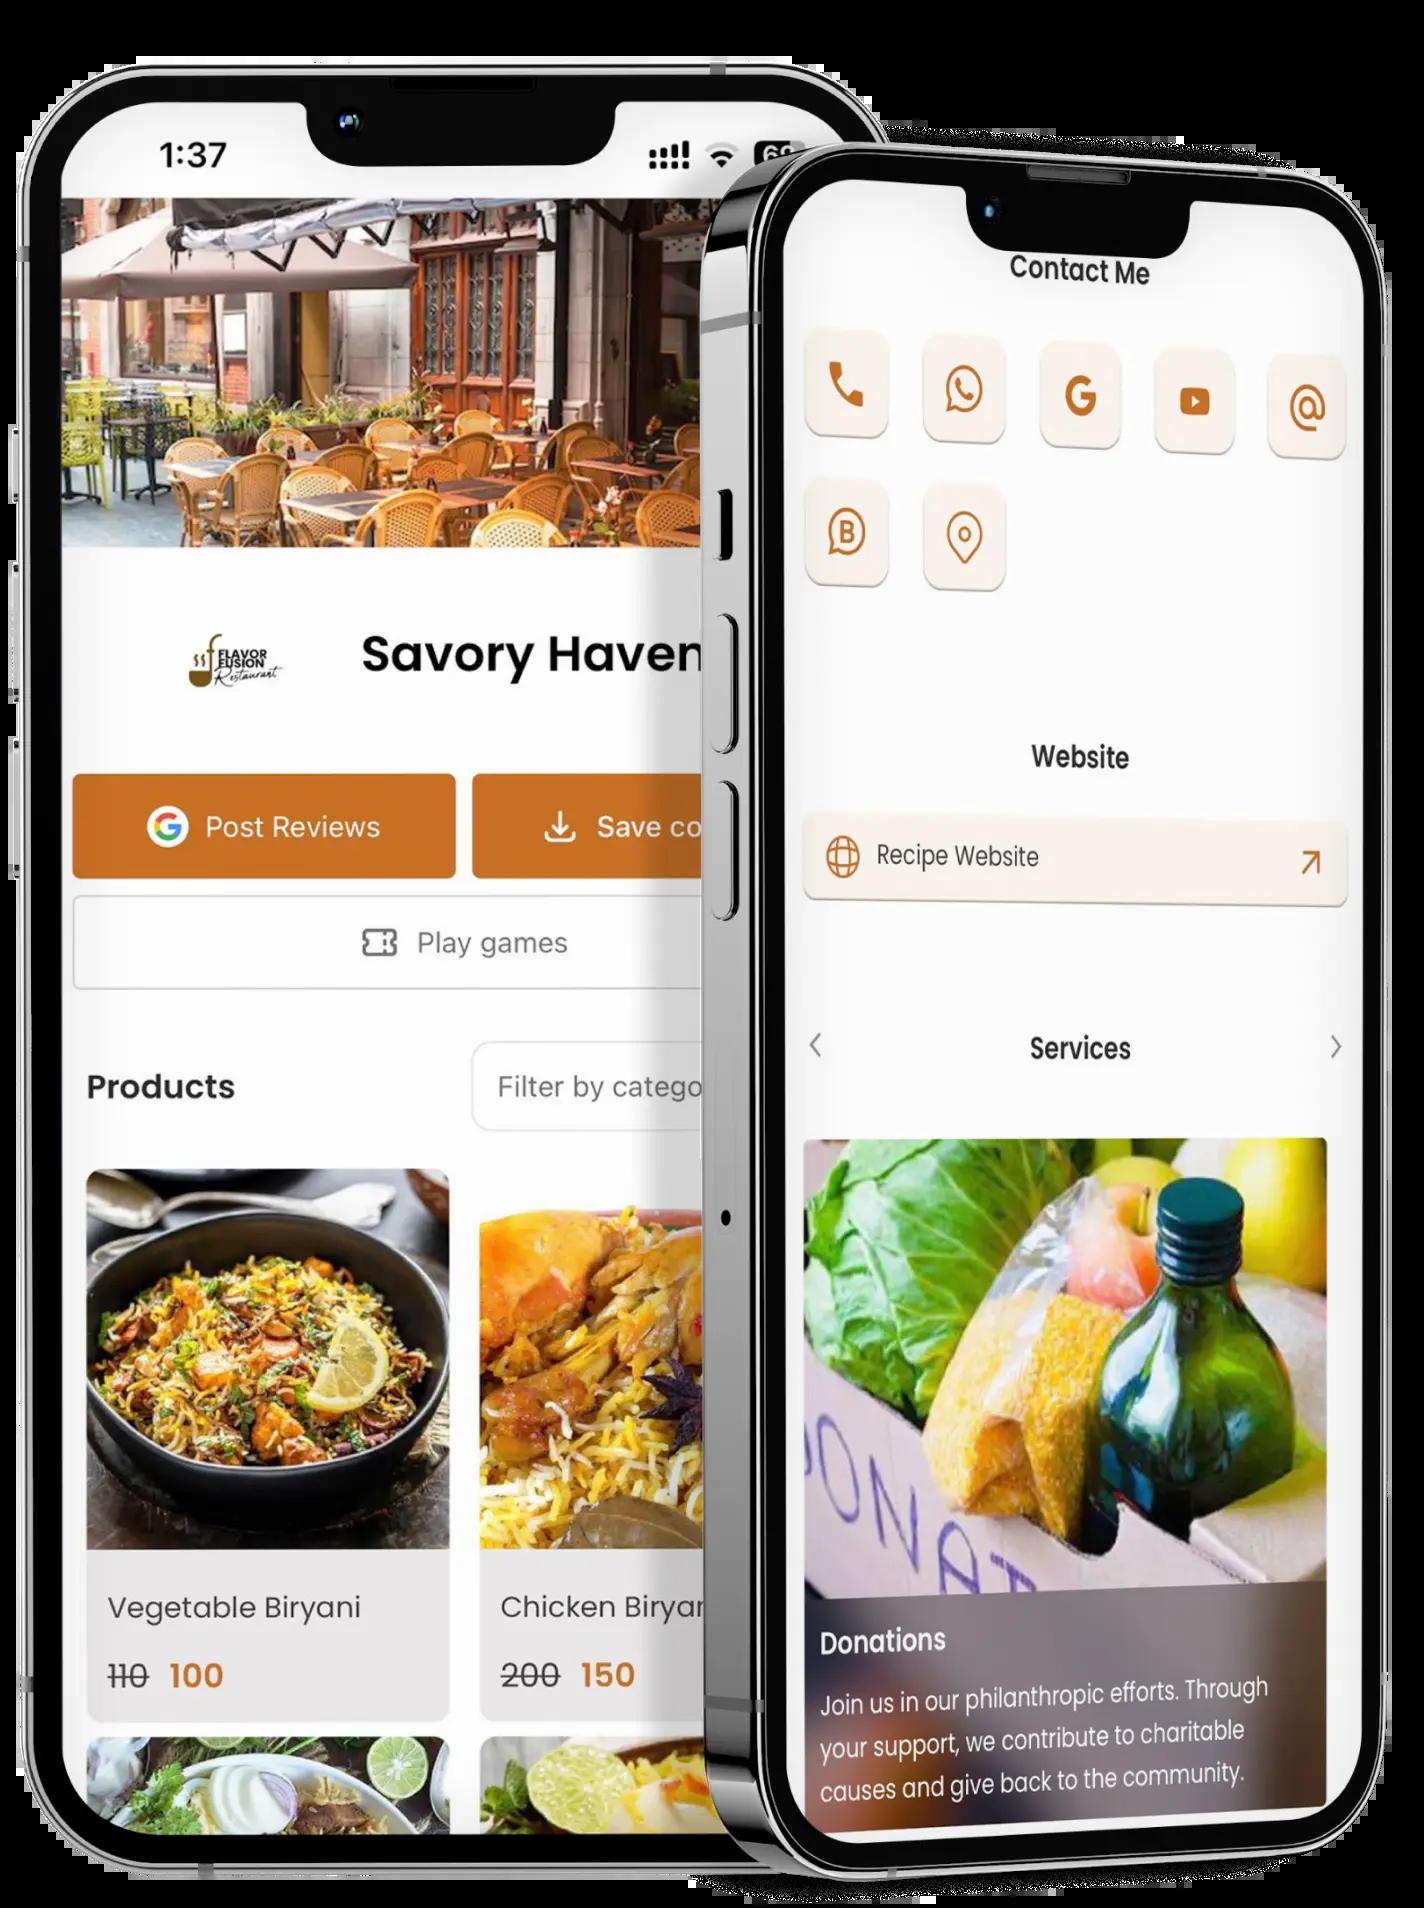 1:37
FLAVOR
FUSION
Restaurant
Savory Haven
Post Reviews
Save co
Play games
Products
Filter by catego
Vegetable Biryani
Chicken Birya
110 100
200 150
Contact Me
Website
Recipe Website
Services
DONAT
Donations
Join us in our philanthropic efforts. Through
your support, we contribute to charitable
causes and give back to the community.